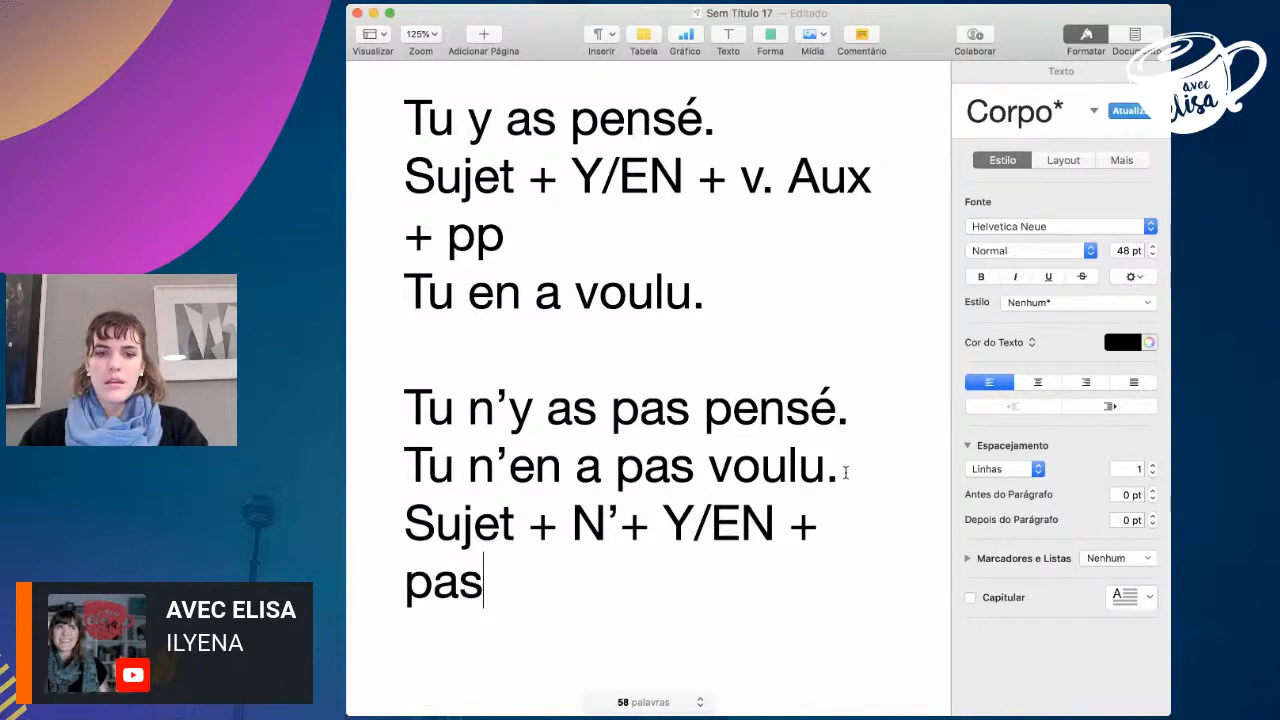 Sem Título 17 — Editado
125%
Visualizar
Zoom
Adicionar Página
Inserir
Tabela
Gráfico
Texto
Forma
Mídia
Comentário
Colaborar
Formatar
Texto
Tu y as pensé.
Sujet + Y/EN + v. Aux
+ pp
Tu en a voulu.
Tu n’y as pas pensé.
Tu n’en a pas voulu.
Sujet + N’+ Y/EN +
pas
58 palavras
Corpo*
avec
elisa
Estilo
Layout
Mais
Fonte
Helvetica Neue
Normal
48 pt
B I U S
Estilo
Nenhum*
Cor do Texto
Espacejamento
Linhas
1
Antes do Parágrafo
0 pt
Depois do Parágrafo
0 pt
Marcadores e Listas
Nenhum
Capitular
A
AVEC ELISA
ILYENA